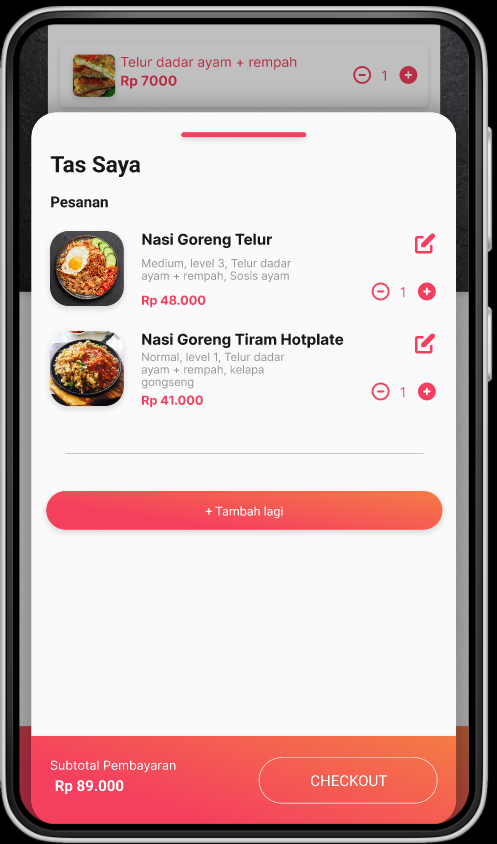 Telur dadar ayam + rempah
Rp 7000
1
Tas Saya
Pesanan
Nasi Goreng Telur
Medium, level 3, Telur dadar
ayam + rempah, Sosis ayam
Rp 48.000
1
Nasi Goreng Tiram Hotplate
Normal, level 1, Telur dadar
ayam + rempah, kelapa
gongseng
Rp 41.000
1
+ Tambah lagi
Subtotal Pembayaran
Rp 89.000
CHECKOUT